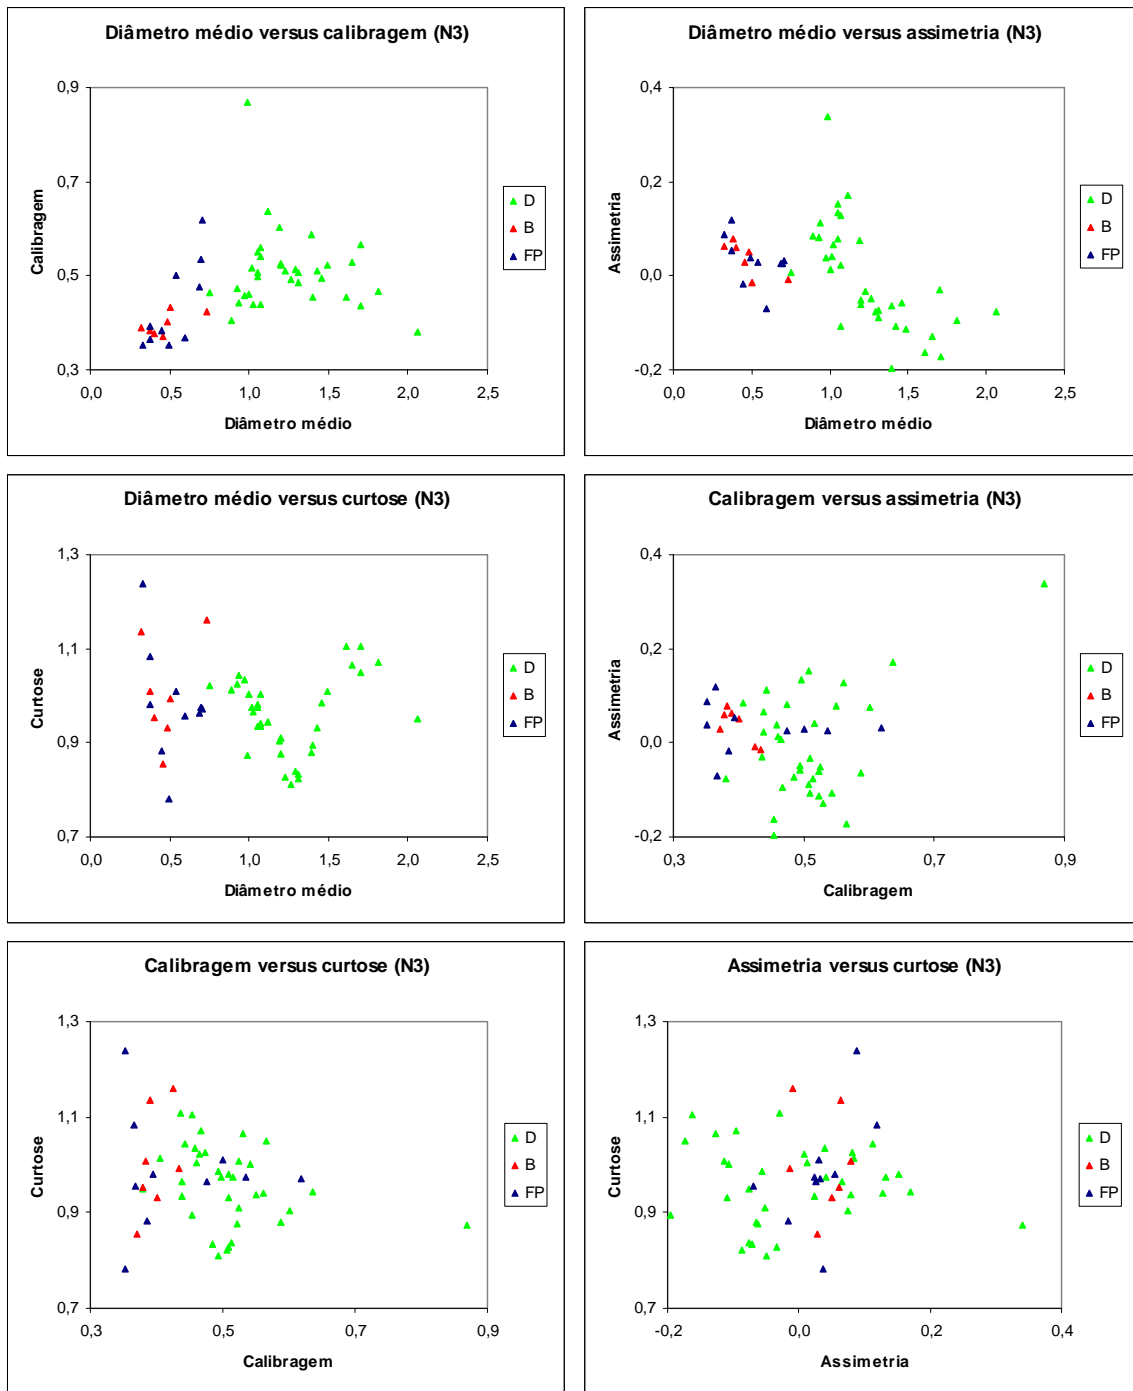 Diâmetro médio versus calibragem (N3)
0,9
0,7
0,5
0,3
Calibragem
0,0 0,5 1,0 1,5 2,0 2,5
Diâmetro médio
D
B
FP
Diâmetro médio versus assimetria (N3)
0,4
0,2
0,0
-0,2
Assimetria
0,0 0,5 1,0 1,5 2,0 2,5
Diâmetro médio
D
B
FP
Diâmetro médio versus curtose (N3)
1,3
1,1
0,9
0,7
Curtose
0,0 0,5 1,0 1,5 2,0 2,5
Diâmetro médio
D
B
FP
Calibragem versus assimetria (N3)
0,4
0,2
0,0
-0,2
Assimetria
0,3 0,5 0,7 0,9
Calibragem
D
B
FP
Calibragem versus curtose (N3)
1,3
1,1
0,9
0,7
Curtose
0,3 0,5 0,7 0,9
Calibragem
D
B
FP
Assimetria versus curtose (N3)
1,3
1,1
0,9
0,7
Curtose
-0,2 0,0 0,2 0,4
Assimetria
D
B
FP